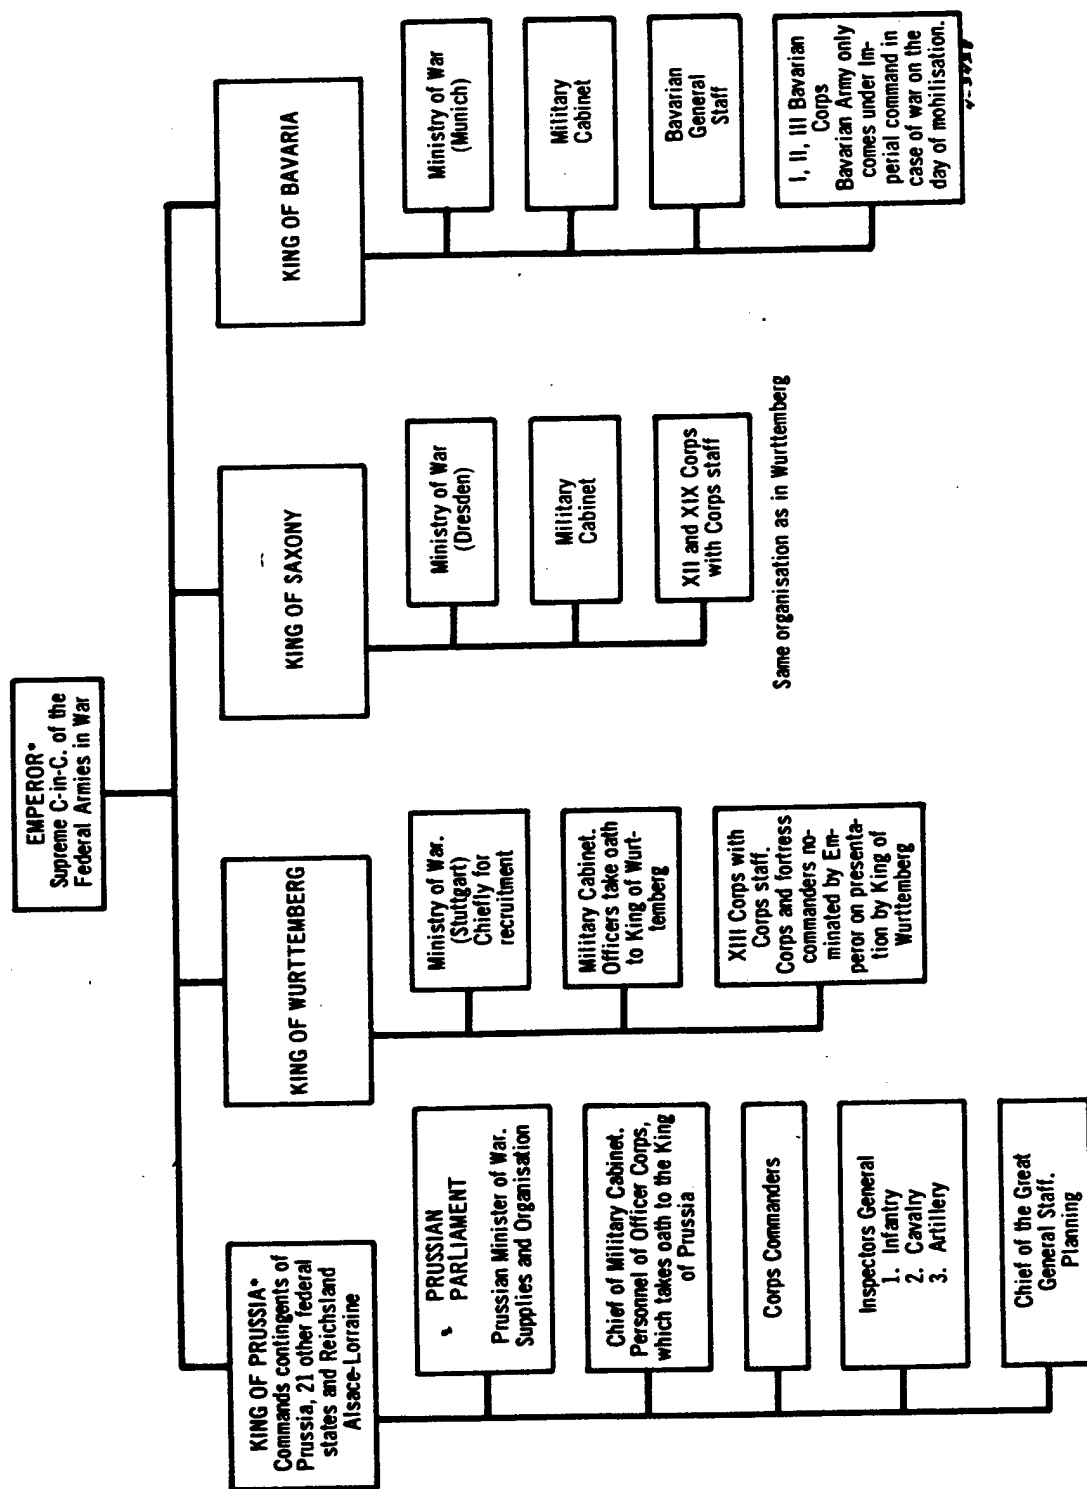 EMPEROR*
Supreme C-in-C. of the
Federal Armies in War
KING OF PRUSSIA*
Commands contingents of
Prussia, 21 other federal
states and Reichsland
Alsace-Lorraine
PRUSSIAN
PARLIAMENT
Prussian Minister of War.
Supplies and Organisation
Chief of Military Cabinet.
Personnel of Officer Corps,
which takes oath to the King
of Prussia
Corps Commanders
Inspectors General
1. Infantry
2. Cavalry
3. Artillery
Chief of the Great
General Staff.
Planning
KING OF WURTTEMBERG
Ministry of War.
(Stuttgart)
Chiefly for
recruitment
Military Cabinet.
Officers take oath
to King of Wurt-
temberg
XIII Corps with
Corps staff.
Corps and fortress
commanders no-
minated by Em-
peror on presenta-
tion by King of
Wurttemberg
KING OF SAXONY
Ministry of War
(Dresden)
Military
Cabinet
XII and XIX Corps
with Corps staff
Same organisation as in Wurttemberg
KING OF BAVARIA
Ministry of War
(Munich)
Military
Cabinet
Bavarian
General
Staff
I, II, III Bavarian
Corps
Bavarian Army only
comes under Im-
perial command in
case of war on the
day of mobilisation.